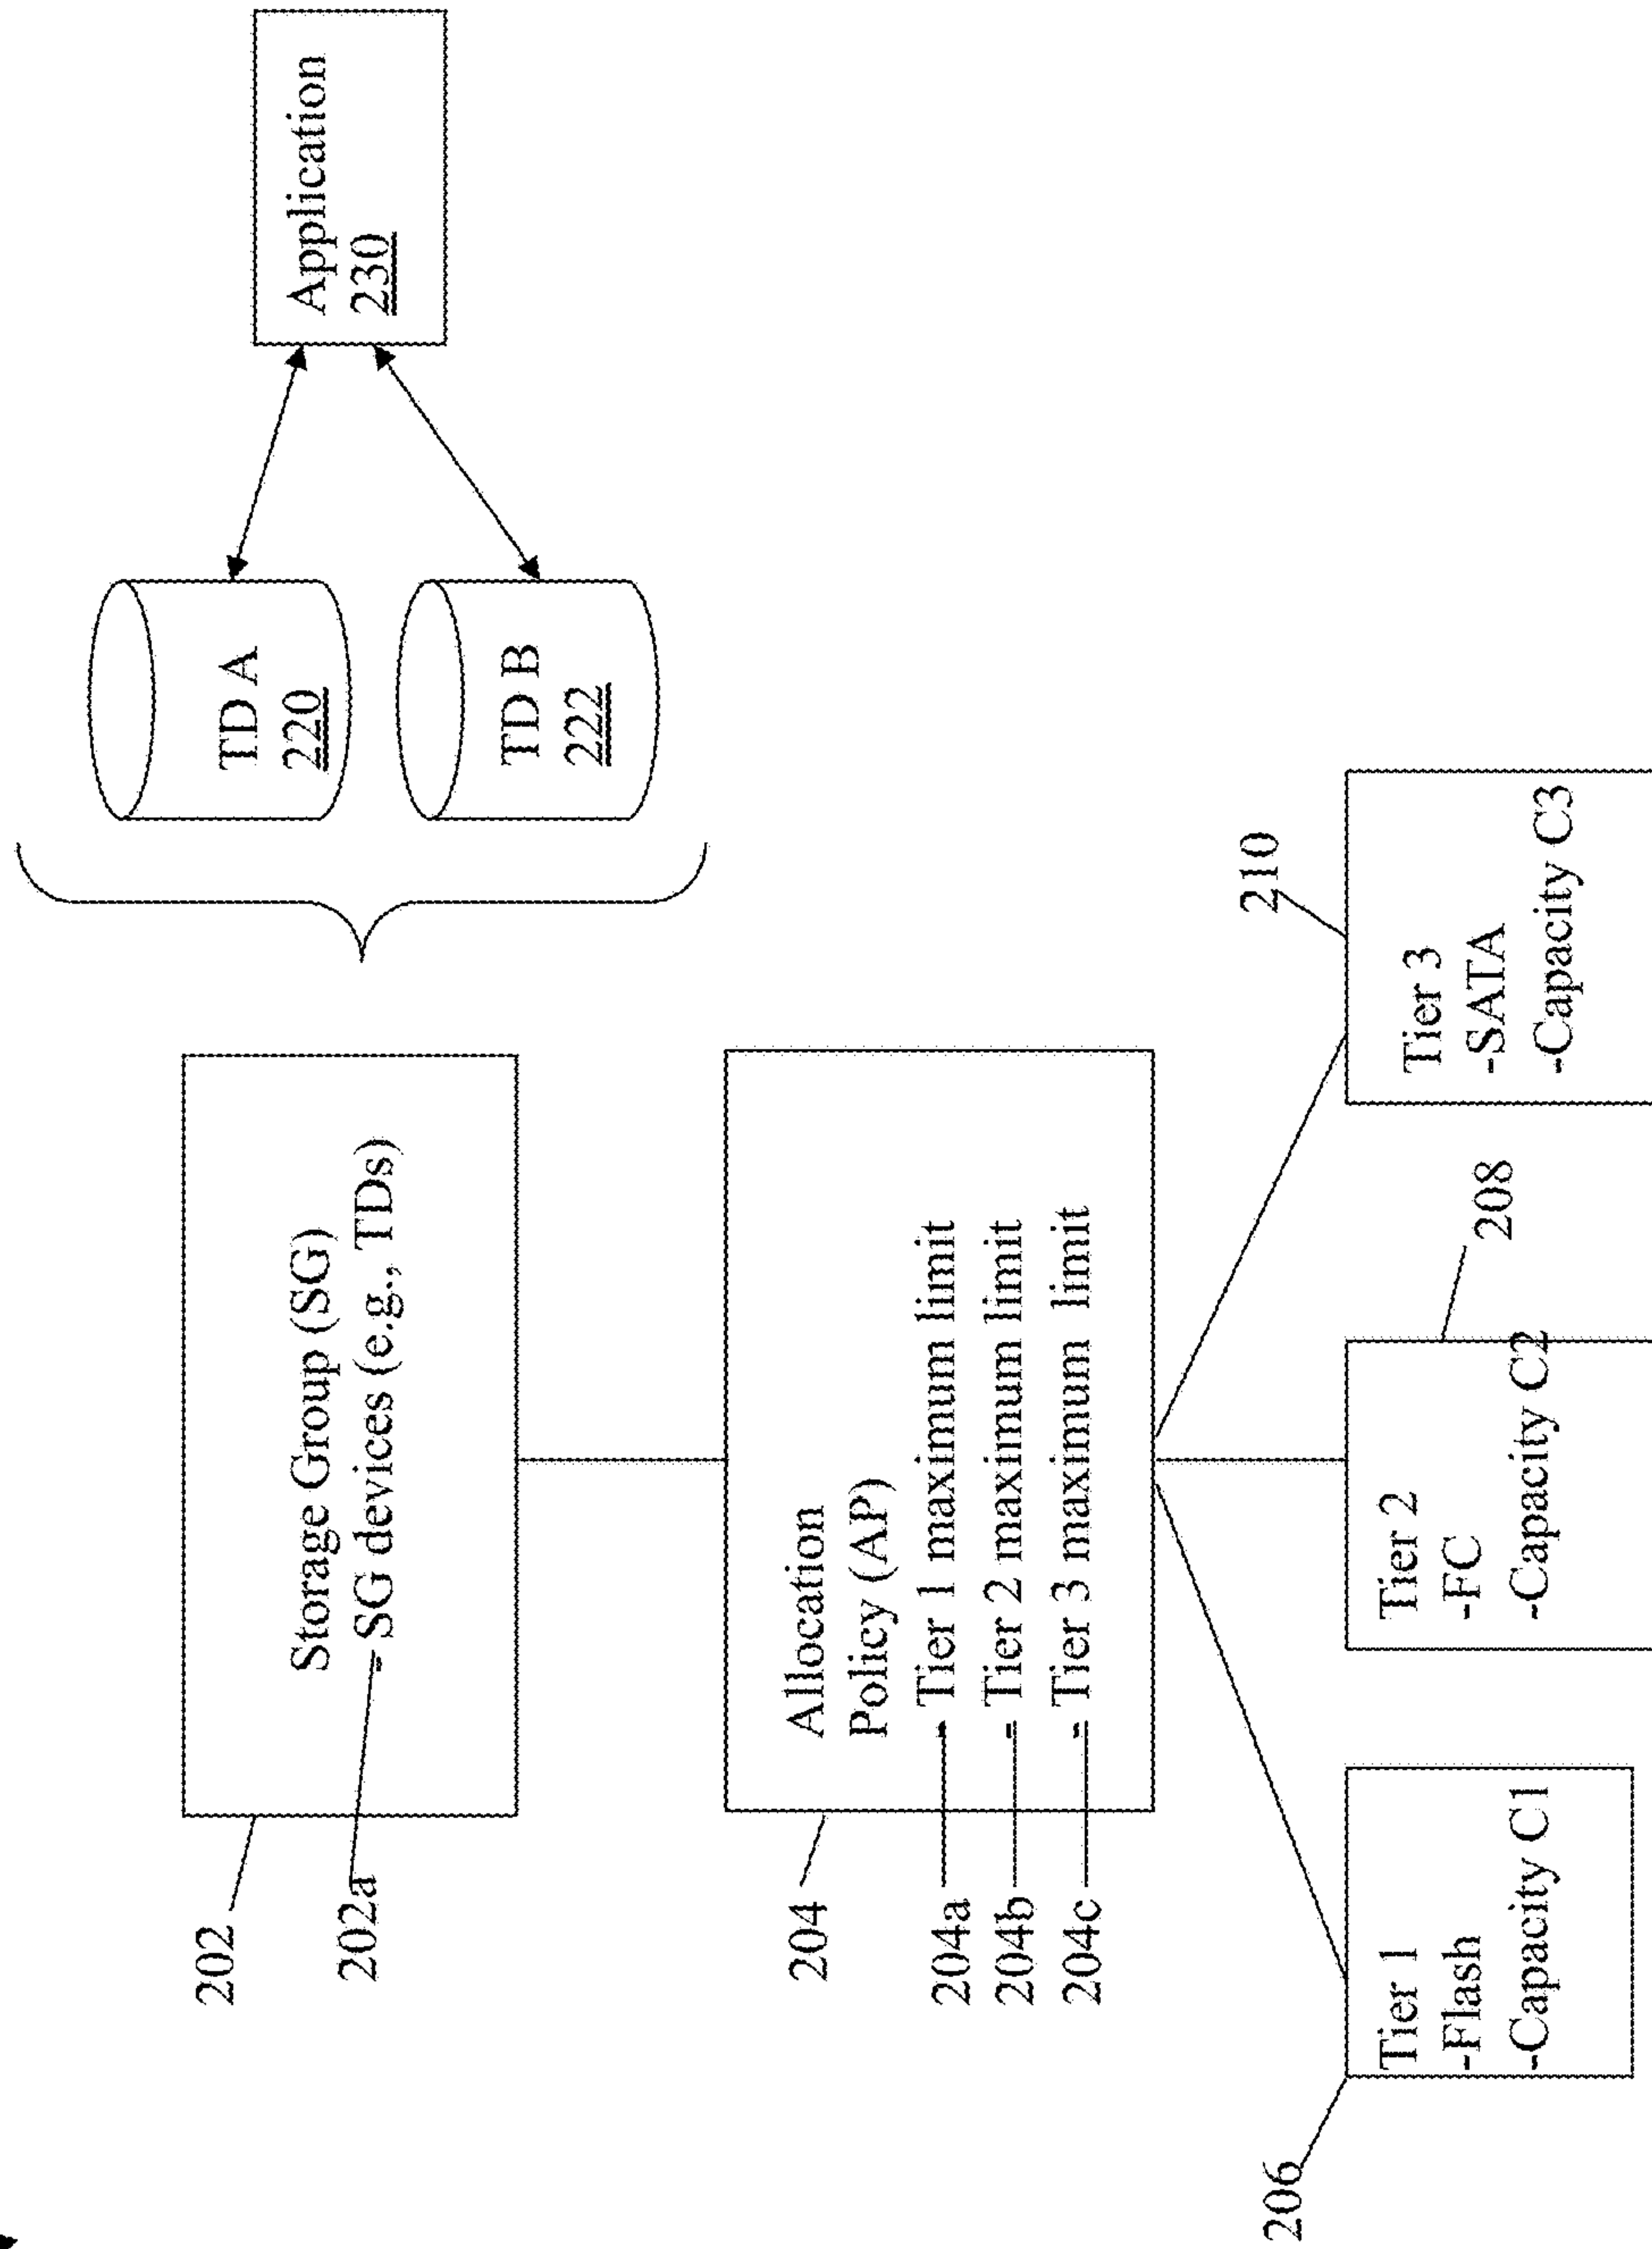 202
Storage Group (SG)
202a
- SG devices (e.g., TDs)
TD A
220
TD B
222
Application
230
204
Allocation
Policy (AP)
204a
-Tier 1 maximum limit
204b
- Tier 2 maximum limit
204c
- Tier 3 maximum limit
206
Tier 1
-Flash
-Capacity C1
208
Tier 2
-FC
-Capacity C2
210
Tier 3
-SATA
-Capacity C3